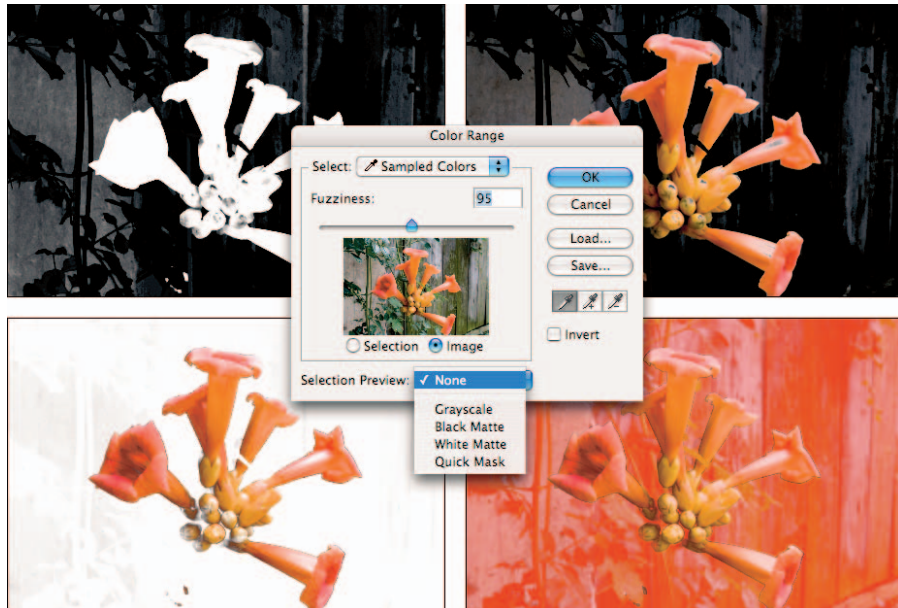 Color Range
Select: Sampled Colors
Fuzziness: 95
Selection Image
Selection Preview: ✓ None
Grayscale
Black Matte
White Matte
Quick Mask
OK
Cancel
Load...
Save...
Invert